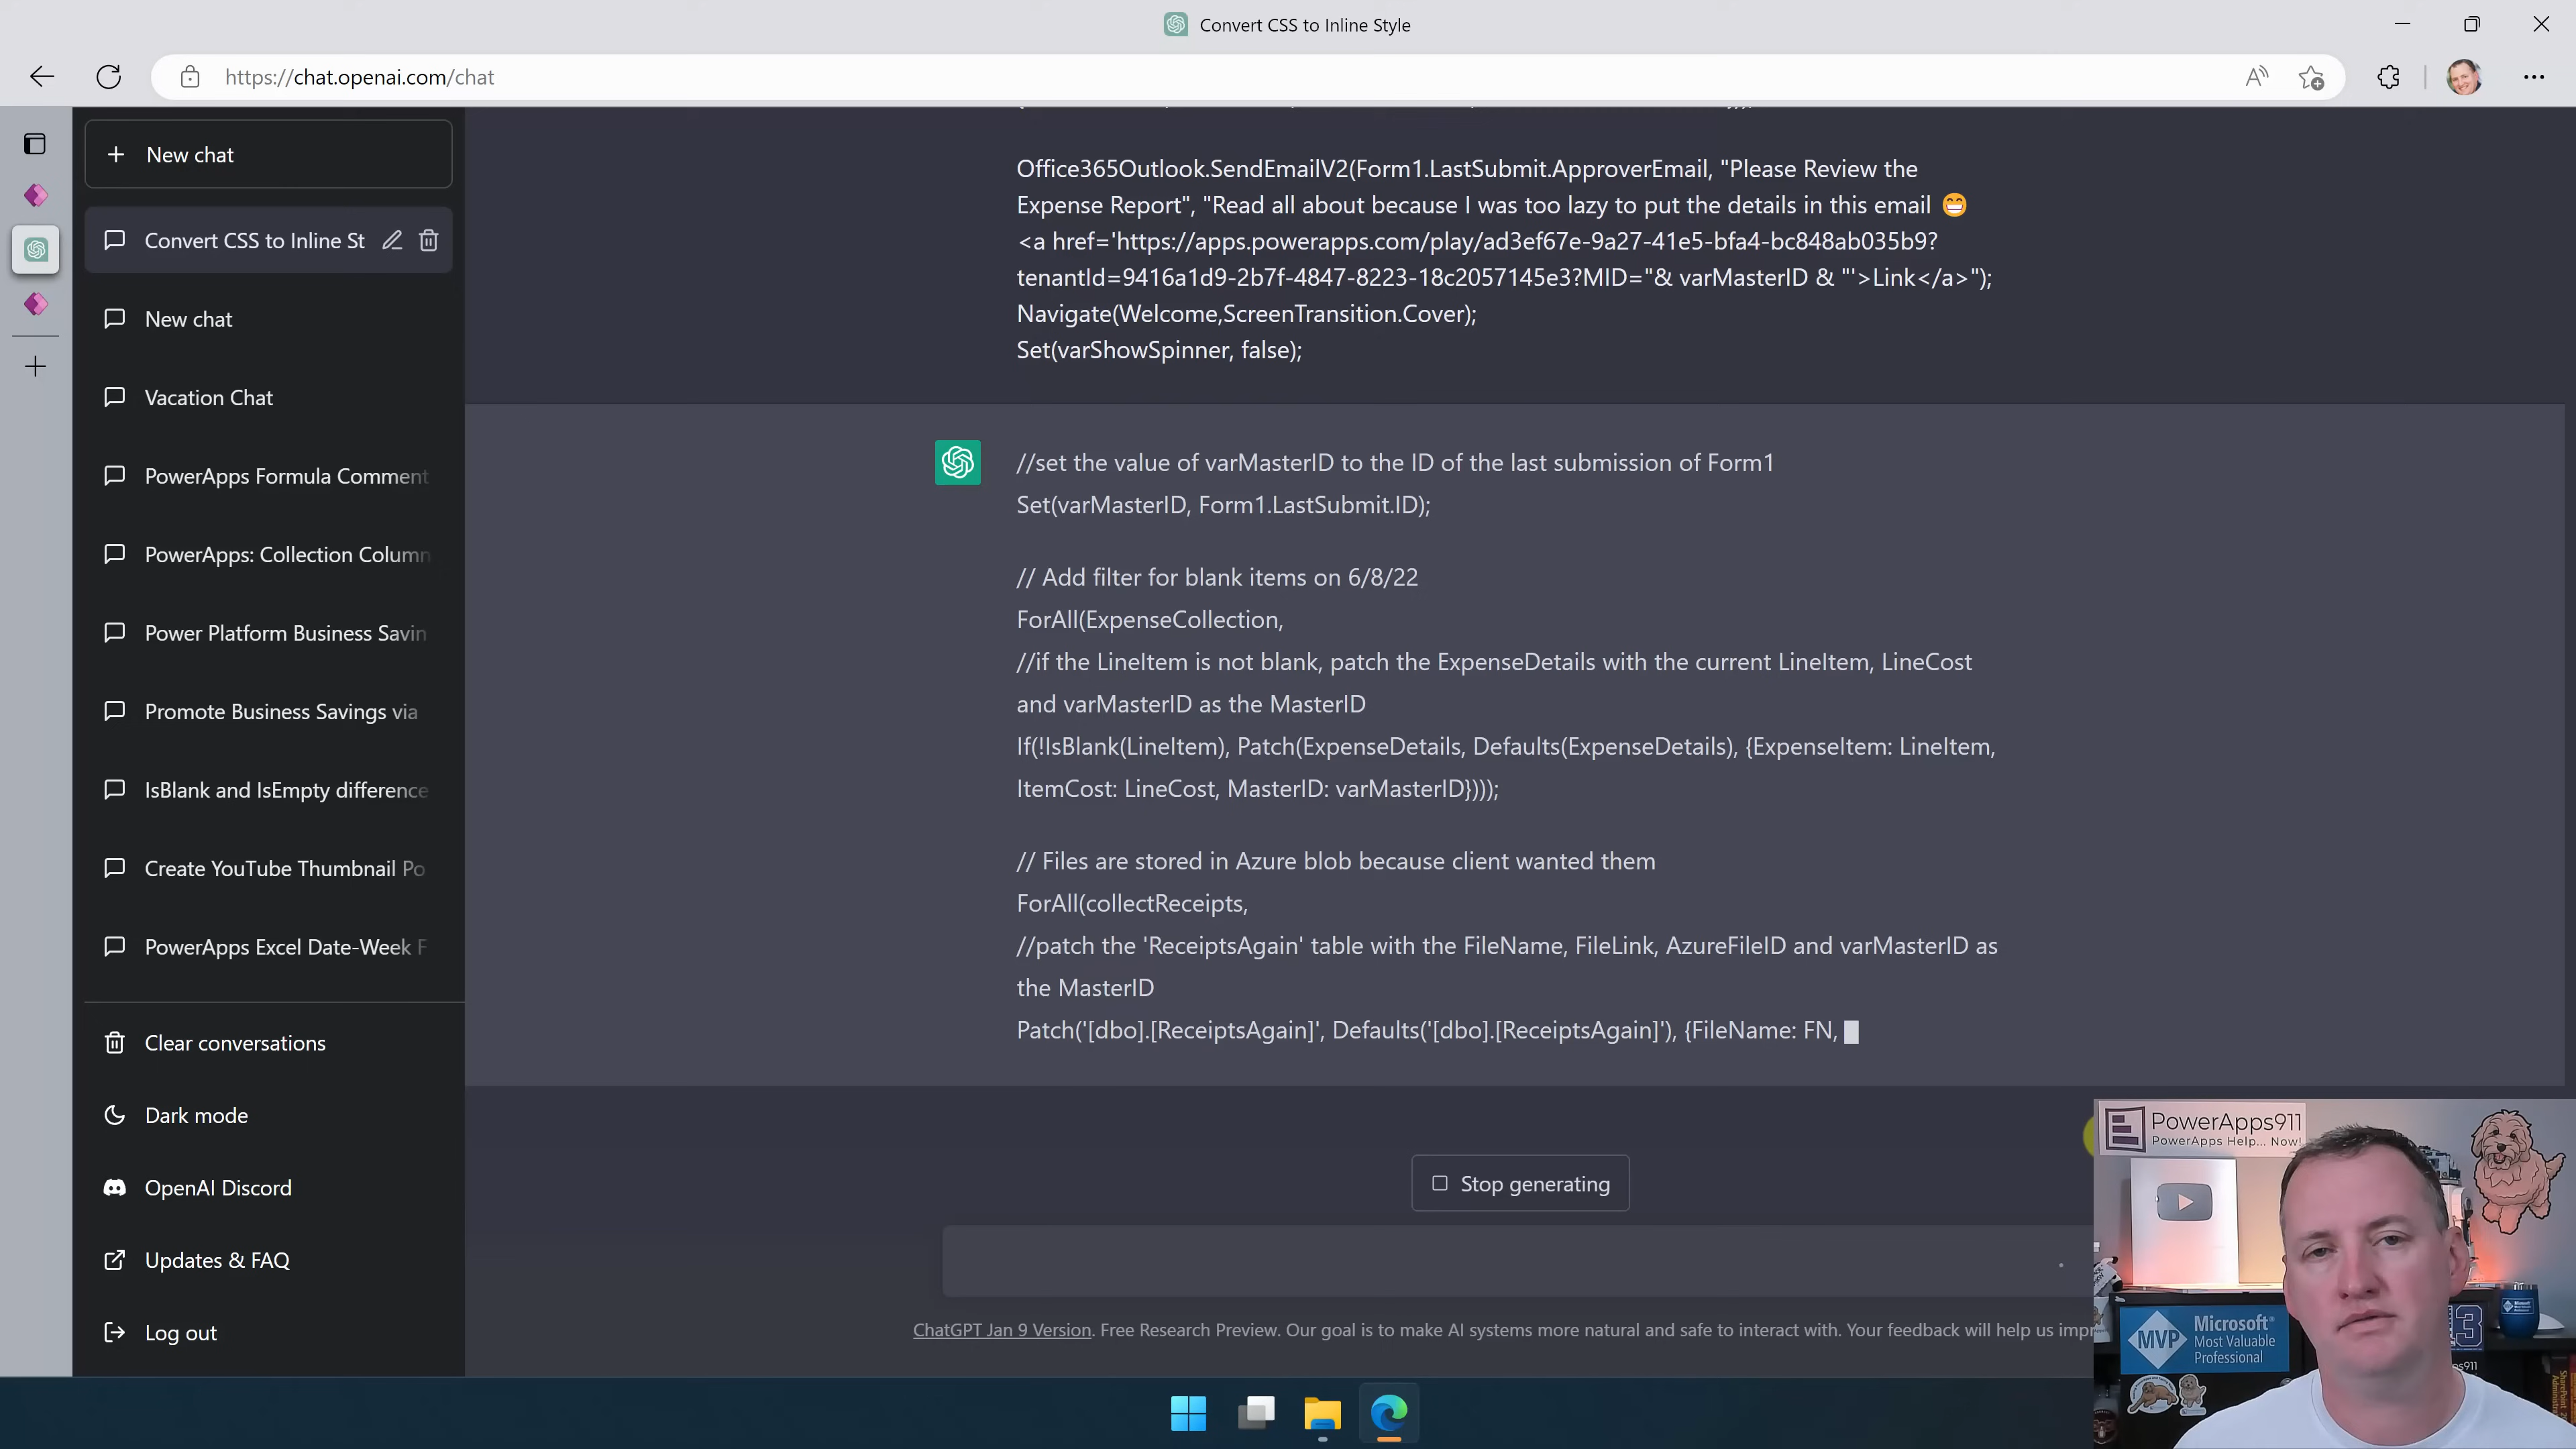 Convert CSS to Inline Style
https://chat.openai.com/chat
New chat
Convert CSS to Inline St
New chat
Vacation Chat
PowerApps Formula Comment
PowerApps: Collection Column
Power Platform Business Savin
Promote Business Savings via
IsBlank and IsEmpty difference
Create YouTube Thumbnail Po
PowerApps Excel Date-Week F
Clear conversations
Dark mode
OpenAI Discord
Updates & FAQ
Log out
Office365Outlook.SendEmailV2(Form1.LastSubmit.ApproverEmail, "Please Review the
Expense Report", "Read all about because I was too lazy to put the details in this email 😁
<a href='https://apps.powerapps.com/play/ad3ef67e-9a27-41e5-bfa4-bc848ab035b9?
tenantId=9416a1d9-2b7f-4847-8223-18c2057145e3?MID="& varMasterID & "'>Link</a>");
Navigate(Welcome,ScreenTransition.Cover);
Set(varShowSpinner, false);
//set the value of varMasterID to the ID of the last submission of Form1
Set(varMasterID, Form1.LastSubmit.ID);
// Add filter for blank items on 6/8/22
ForAll(ExpenseCollection,
//if the LineItem is not blank, patch the ExpenseDetails with the current LineItem, LineCost
and varMasterID as the MasterID
If(!IsBlank(LineItem), Patch(ExpenseDetails, Defaults(ExpenseDetails), {ExpenseItem: LineItem,
ItemCost: LineCost, MasterID: varMasterID})));
// Files are stored in Azure blob because client wanted them
ForAll(collectReceipts,
//patch the 'ReceiptsAgain' table with the FileName, FileLink, AzureFileID and varMasterID as
the MasterID
Patch('[dbo].[ReceiptsAgain]', Defaults('[dbo].[ReceiptsAgain]'), {FileName: FN,
Stop generating
ChatGPT Jan 9 Version. Free Research Preview. Our goal is to make AI systems more natural and safe to interact with. Your feedback will help us impr
PowerApps911
PowerApps Help... Now!
MVP
Microsoft®
Most Valuable
Professional